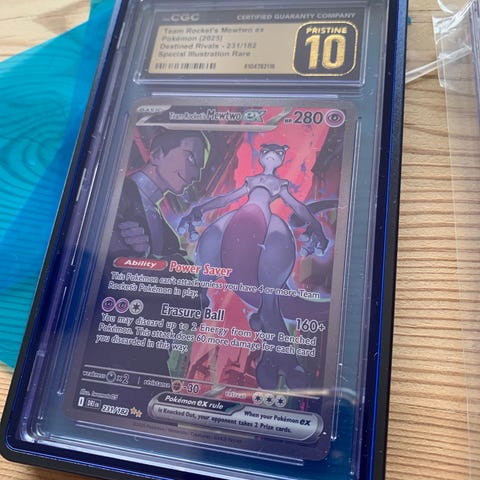 CGC CERTIFIED GUARANTY COMPANY
Team Rocket's Mewtwo ex
Pokémon (2025)
Destined Rivals - 231/182
Special Illustration Rare
PRISTINE
10
BASIC Team Rocket's Mewtwo ex HP 280
Ability Power Saver
This Pokémon can't attack unless you have 4 or more Team
Rocket's Pokémon in play.
Erasure Ball 160+
You may discard up to 2 Energy from your Benched
Pokémon. This attack does 60 more damage for each card
you discarded in this way.
weakness ×2 resistance -30 retreat
Pokémon ex rule
When your Pokémon ex
is Knocked Out, your opponent takes 2 Prize cards.
231/182